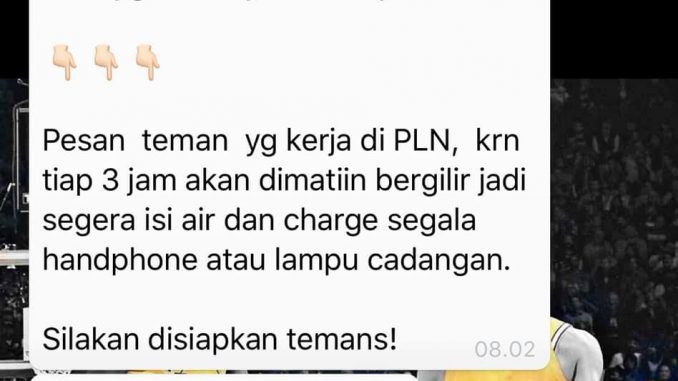 👇🏻 👇🏻 👇🏻
Pesan teman yg kerja di PLN, krn
tiap 3 jam akan dimatiin bergilir jadi
segera isi air dan charge segala
handphone atau lampu cadangan.
Silakan disiapkan temans!
08.02